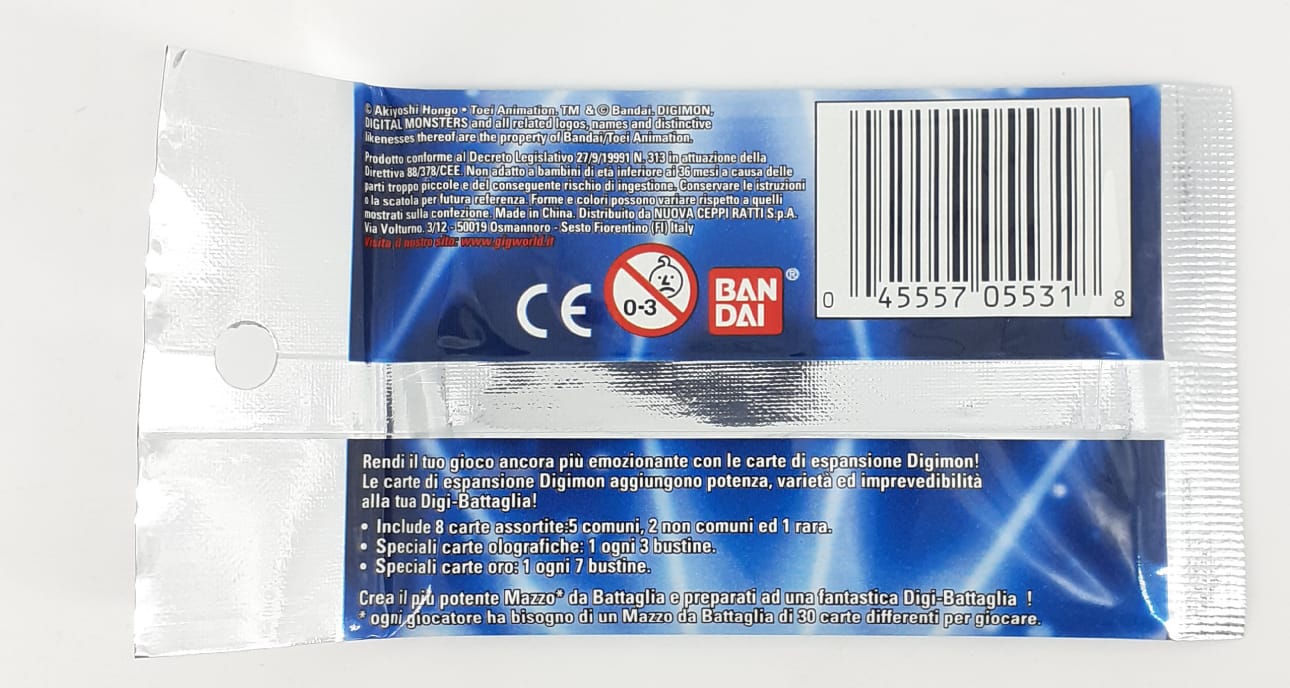 © Akiyoshi Hongo • Toei Animation. TM & © Bandai. DIGIMON,
DIGITAL MONSTERS and all related logos, names and distinctive
likenesses thereof are the property of Bandai/Toei Animation.
Prodotto conforme al Decreto Legislativo 27/9/19991 N. 313 in attuazione della
Direttiva 88/378/CEE. Non adatto a bambini di età inferiore ai 36 mesi a causa delle
parti troppo piccole e del conseguente rischio di ingestione. Conservare le istruzioni
o la scatola per futura referenza. Forme e colori possono variare rispetto a quelli
mostrati sulla confezione. Made in China. Distribuito da NUOVA CEPPI RATTI S.p.A.
Via Volturno. 3/12 - 50019 Osmannoro - Sesto Fiorentino (FI) Italy
Visita il nostro sito: www.gigworld.it
CE
0-3
BAN
DAI®
0 45557 05531 8
Rendi il tuo gioco ancora più emozionante con le carte di espansione Digimon!
Le carte di espansione Digimon aggiungono potenza, varietà ed imprevedibilità
alla tua Digi-Battaglia!
• Include 8 carte assortite:5 comuni, 2 non comuni ed 1 rara.
• Speciali carte olografiche: 1 ogni 3 bustine.
• Speciali carte oro: 1 ogni 7 bustine.
Crea il più potente Mazzo* da Battaglia e preparati ad una fantastica Digi-Battaglia !
* ogni giocatore ha bisogno di un Mazzo da Battaglia di 30 carte differenti per giocare.